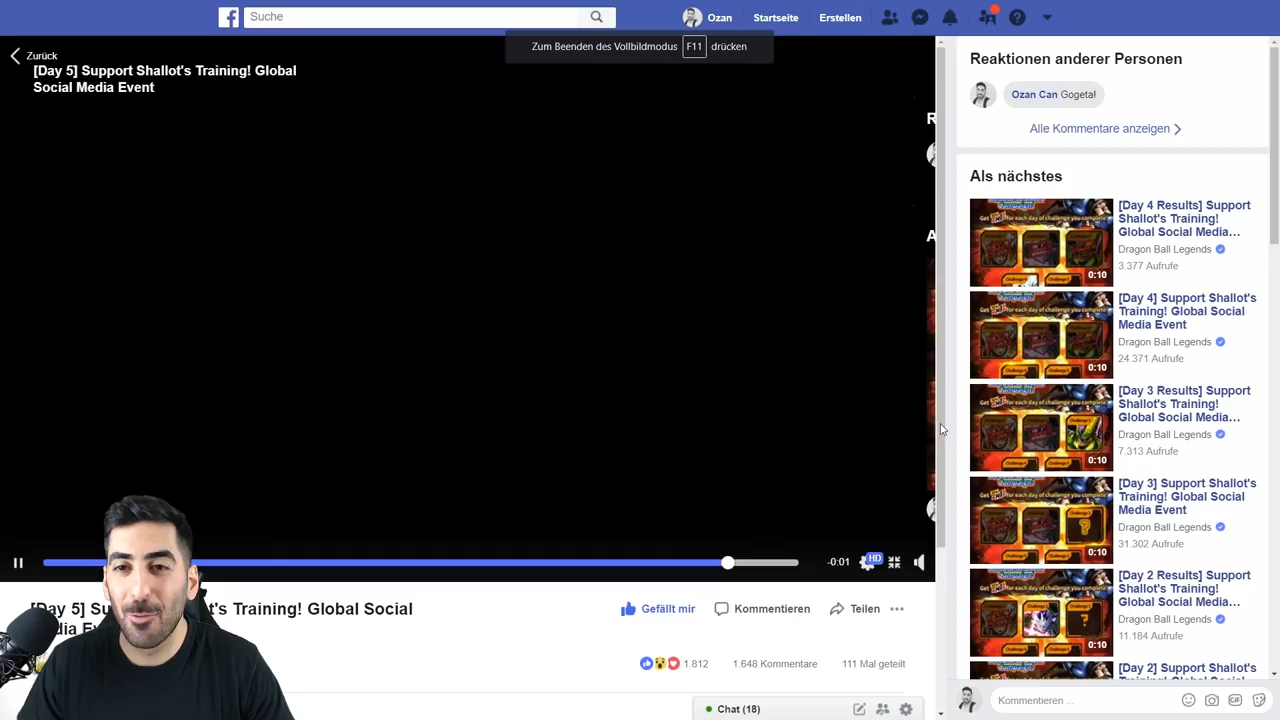 Suche
Ozan
Startseite
Erstellen
Zurück
[Day 5] Support Shallot's Training! Global
Social Media Event
Zum Beenden des Vollbildmodus F11 drücken
Reaktionen anderer Personen
Ozan Can Gogeta!
Alle Kommentare anzeigen
Als nächstes
[Day 4 Results] Support
Shallot's Training!
Global Social Media…
Dragon Ball Legends
3.377 Aufrufe
0:10
[Day 4] Support Shallot's
Training! Global Social
Media Event
Dragon Ball Legends
24.371 Aufrufe
0:10
[Day 3 Results] Support
Shallot's Training!
Global Social Media…
Dragon Ball Legends
7.313 Aufrufe
0:10
[Day 3] Support Shallot's
Training! Global Social
Media Event
Dragon Ball Legends
31.302 Aufrufe
0:10
[Day 2 Results] Support
Shallot's Training!
Global Social Media…
Dragon Ball Legends
11.184 Aufrufe
0:10
[Day 2] Support Shallot's
-0:01
HD
[Day 5] Su 's Training! Global Social
Gefällt mir
Kommentieren
Teilen
1.812
1.648 Kommentare
111 Mal geteilt
Chat (18)
Kommentieren ...